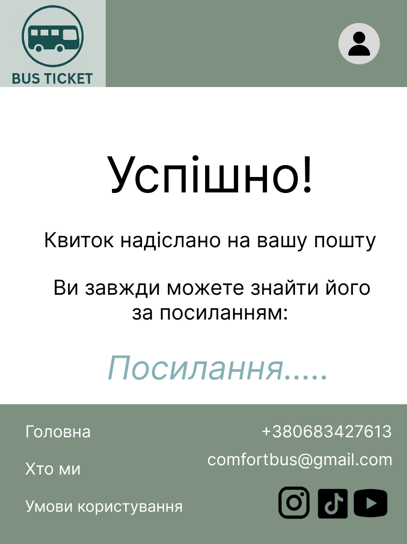 BUS TICKET
Успішно!
Квиток надіслано на вашу пошту
Ви завжди можете знайти його
за посиланням:
Посилання.....
Головна
+380683427613
Хто ми
comfortbus@gmail.com
Умови користування